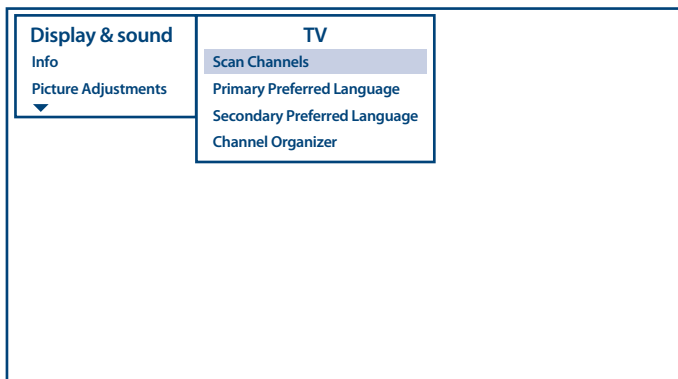 Display & sound
Info
Picture Adjustments
TV
Scan Channels
Primary Preferred Language
Secondary Preferred Language
Channel Organizer